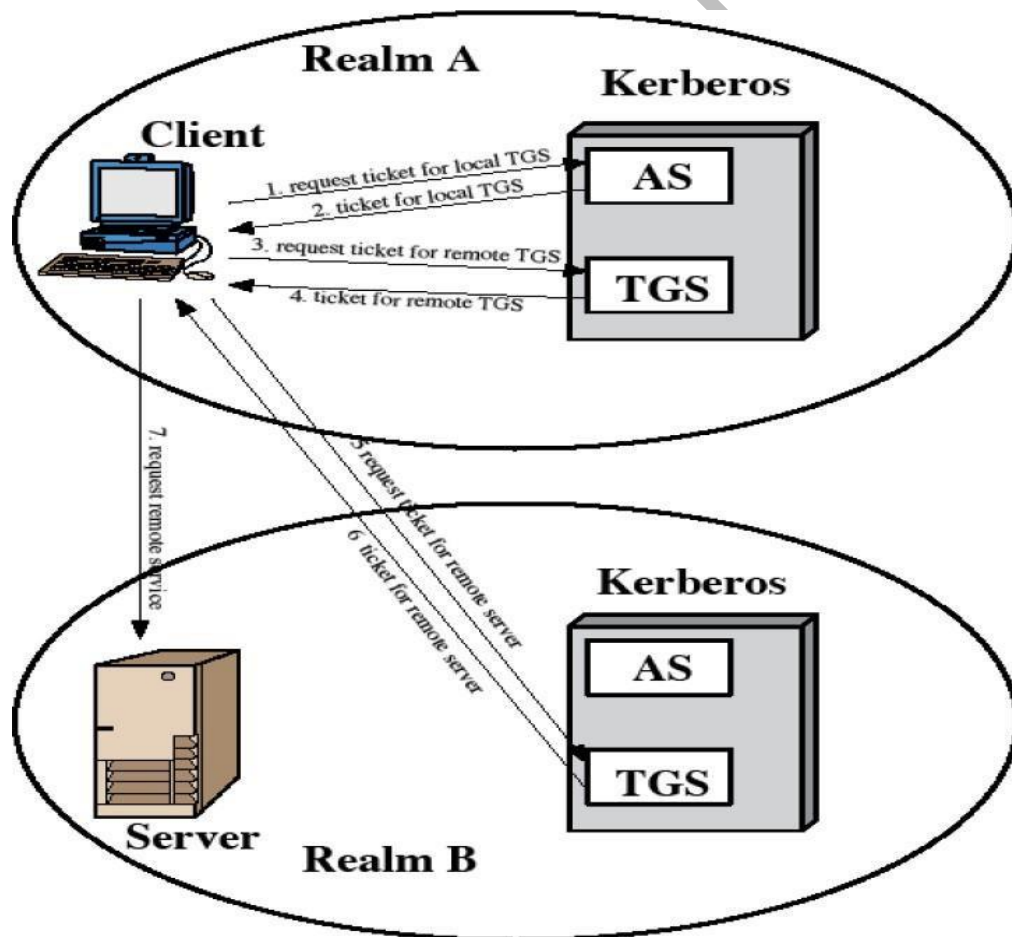 Realm A
Kerberos
Client
AS
1. request ticket for local TGS
2. ticket for local TGS
3. request ticket for remote TGS
TGS
4. ticket for remote TGS
5 request ticket for remote server
6 ticket for remote server
7. request remote service
Kerberos
AS
TGS
Server
Realm B